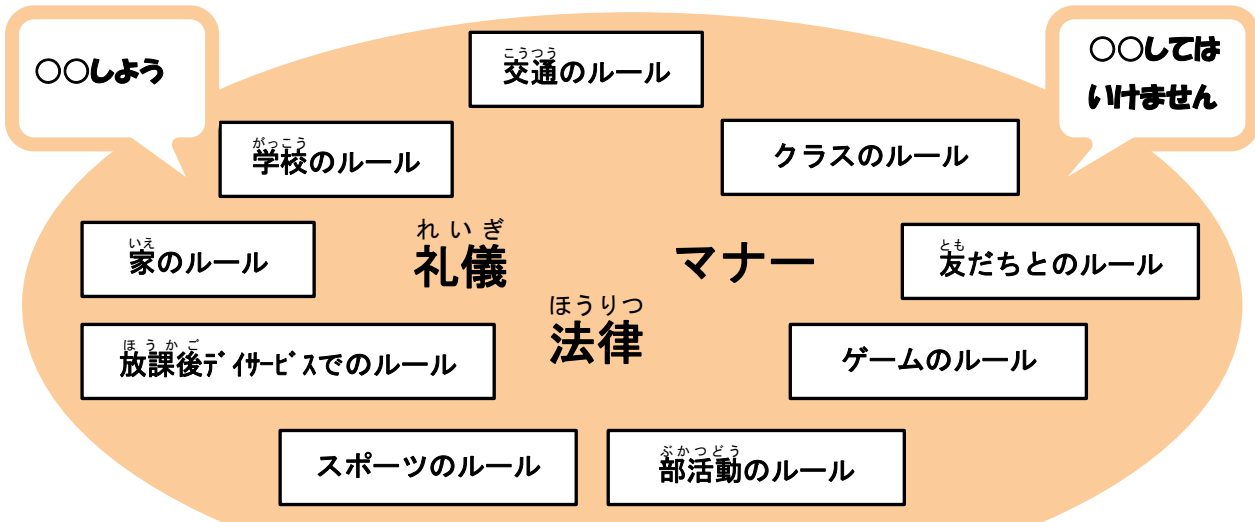 ○○しよう
○○しては
いけません
こうつう
交通のルール
がっこう
学校のルール
クラスのルール
いえ
家のルール
れいぎ
礼儀
マナー
とも
友だちとのルール
ほうりつ
法律
ほうかご
放課後ﾃﾞｲｻｰﾋﾞｽでのルール
ゲームのルール
スポーツのルール
ぶかつどう
部活動のルール